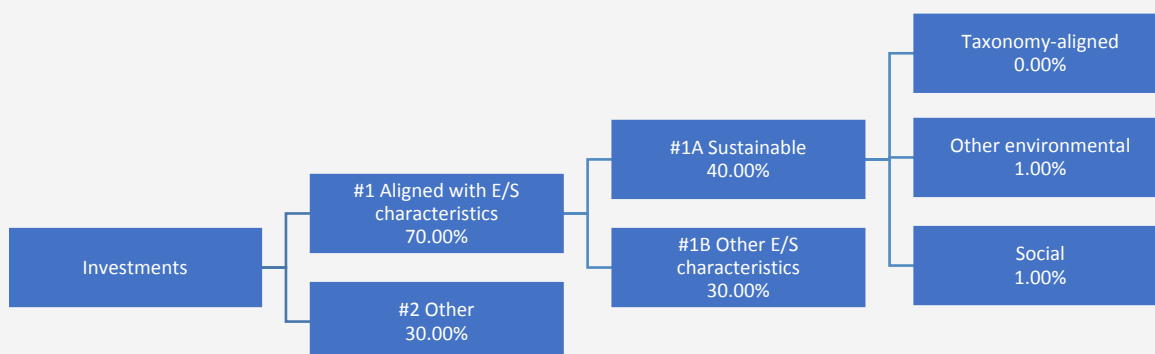 Investments
#1 Aligned with E/S
characteristics
70.00%
#2 Other
30.00%
#1A Sustainable
40.00%
#1B Other E/S
characteristics
30.00%
Taxonomy-aligned
0.00%
Other environmental
1.00%
Social
1.00%